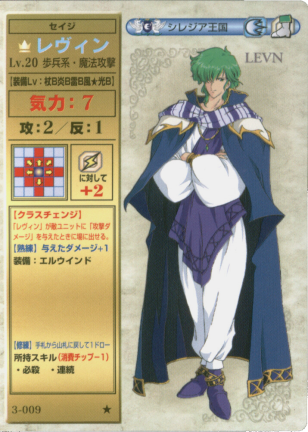 セイジ
レヴィン
Lv.20 歩兵系・魔法攻撃
【装備Lv:杖B炎B雷B風★光B】
気力:7
攻:2/反:1
に対して
+2
【クラスチェンジ】
「レヴィン」が敵ユニットに「攻撃ダ
メージ」を与えたときに場に出せる。
【熟練】与えたダメージ+1
装備:エルウインド
【修練】手札から山札に戻して1ドロー
所持スキル(消費チップー1)
・必殺 ・連続
3-009 ★
シレジア王国
LEVN